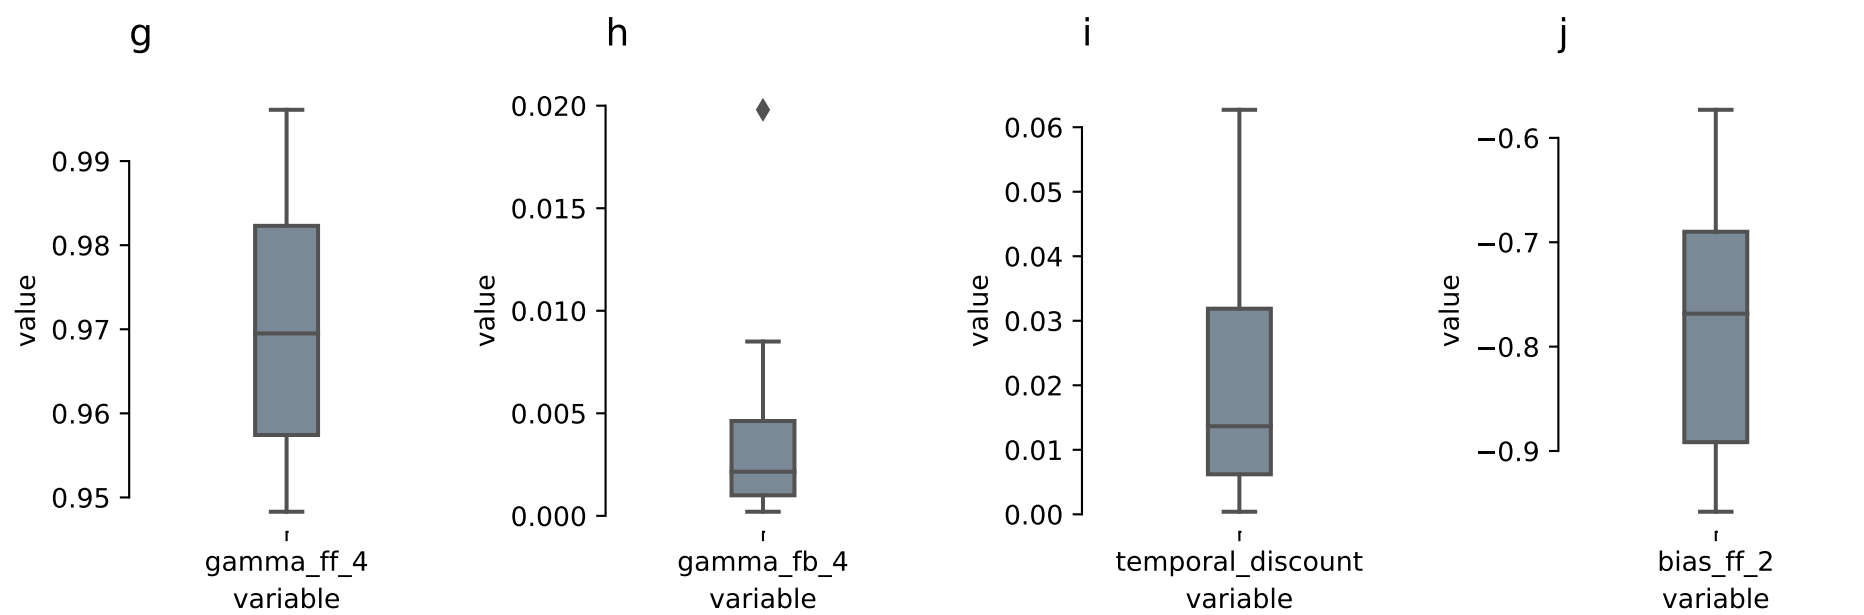 g
0.99
0.98
0.97
0.96
0.95
value
gamma_ff_4
variable
h
0.020
0.015
0.010
0.005
0.000
value
gamma_fb_4
variable
i
0.06
0.05
0.04
0.03
0.02
0.01
0.00
value
temporal_discount
variable
j
−0.6
−0.7
−0.8
−0.9
value
bias_ff_2
variable